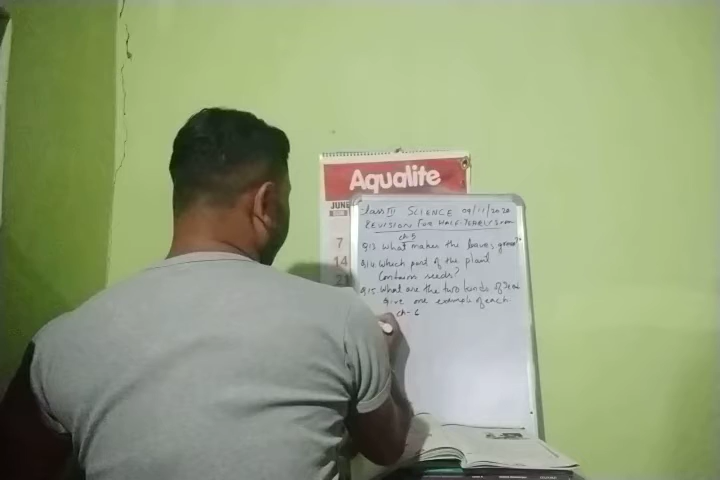 Aqualite
JUNE
7
14
21
Class III SCIENCE 09/11/2020
REVISION FOR HALF-YEARLY Exam
ch-5
Q13. What makes the leaves green?
Q14. Which part of the plant
Contain seeds?
Q15. What are the two kinds of
Give one example of each
ch-6